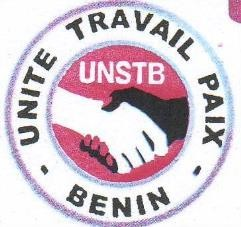 UNITE TRAVAIL PAIX
UNSTB
- BENIN -